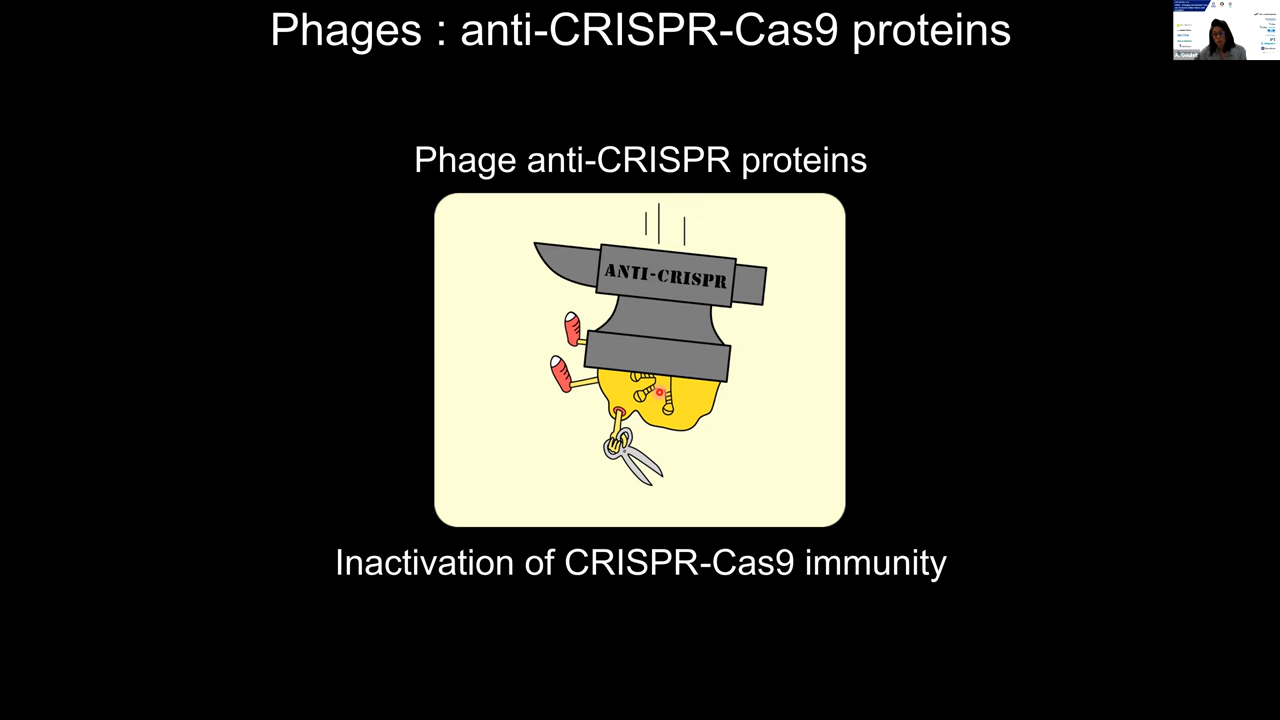 Phages : anti-CRISPR-Cas9 proteins
Phage anti-CRISPR proteins
ANTI-CRISPR
Inactivation of CRISPR-Cas9 immunity